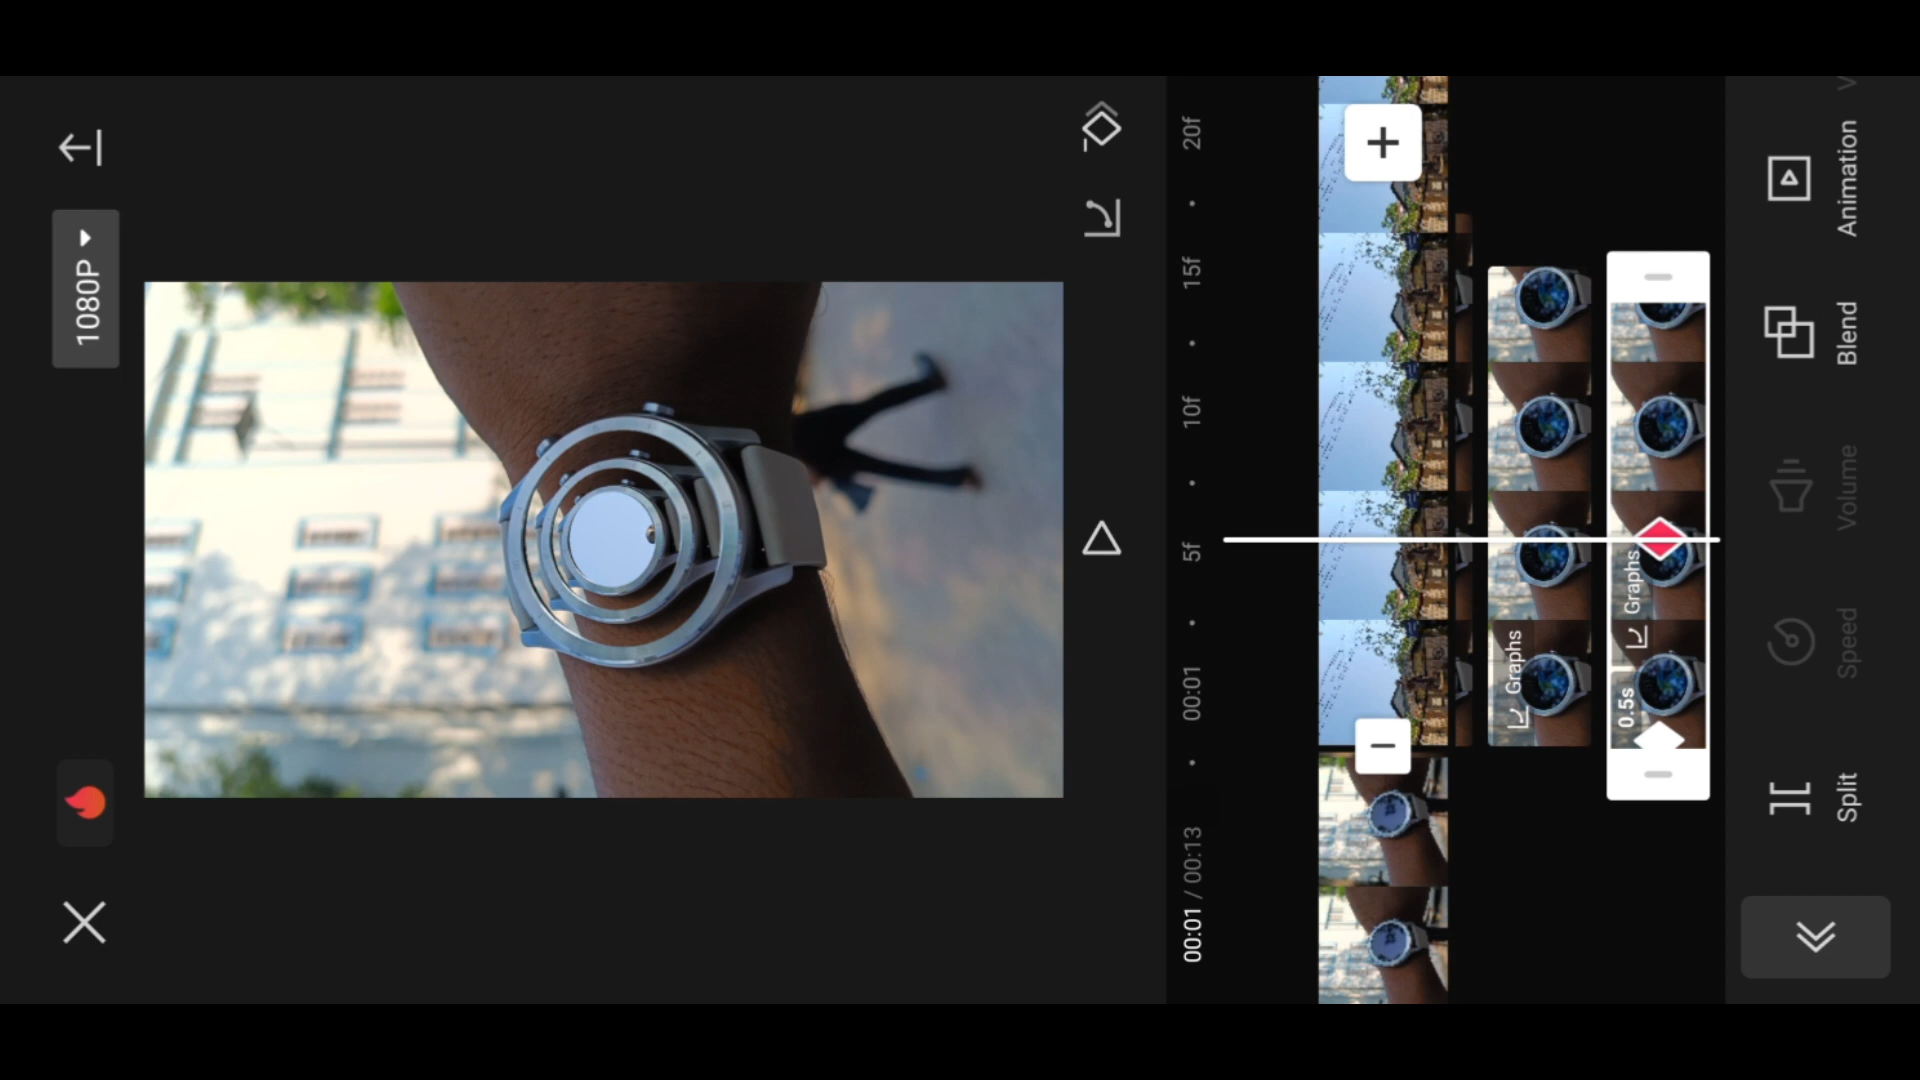 1080P
00:01 / 00:13
00:01
5f
10f
15f
20f
Graphs
0.5s
Graphs
Split
Speed
Volume
Blend
Animation